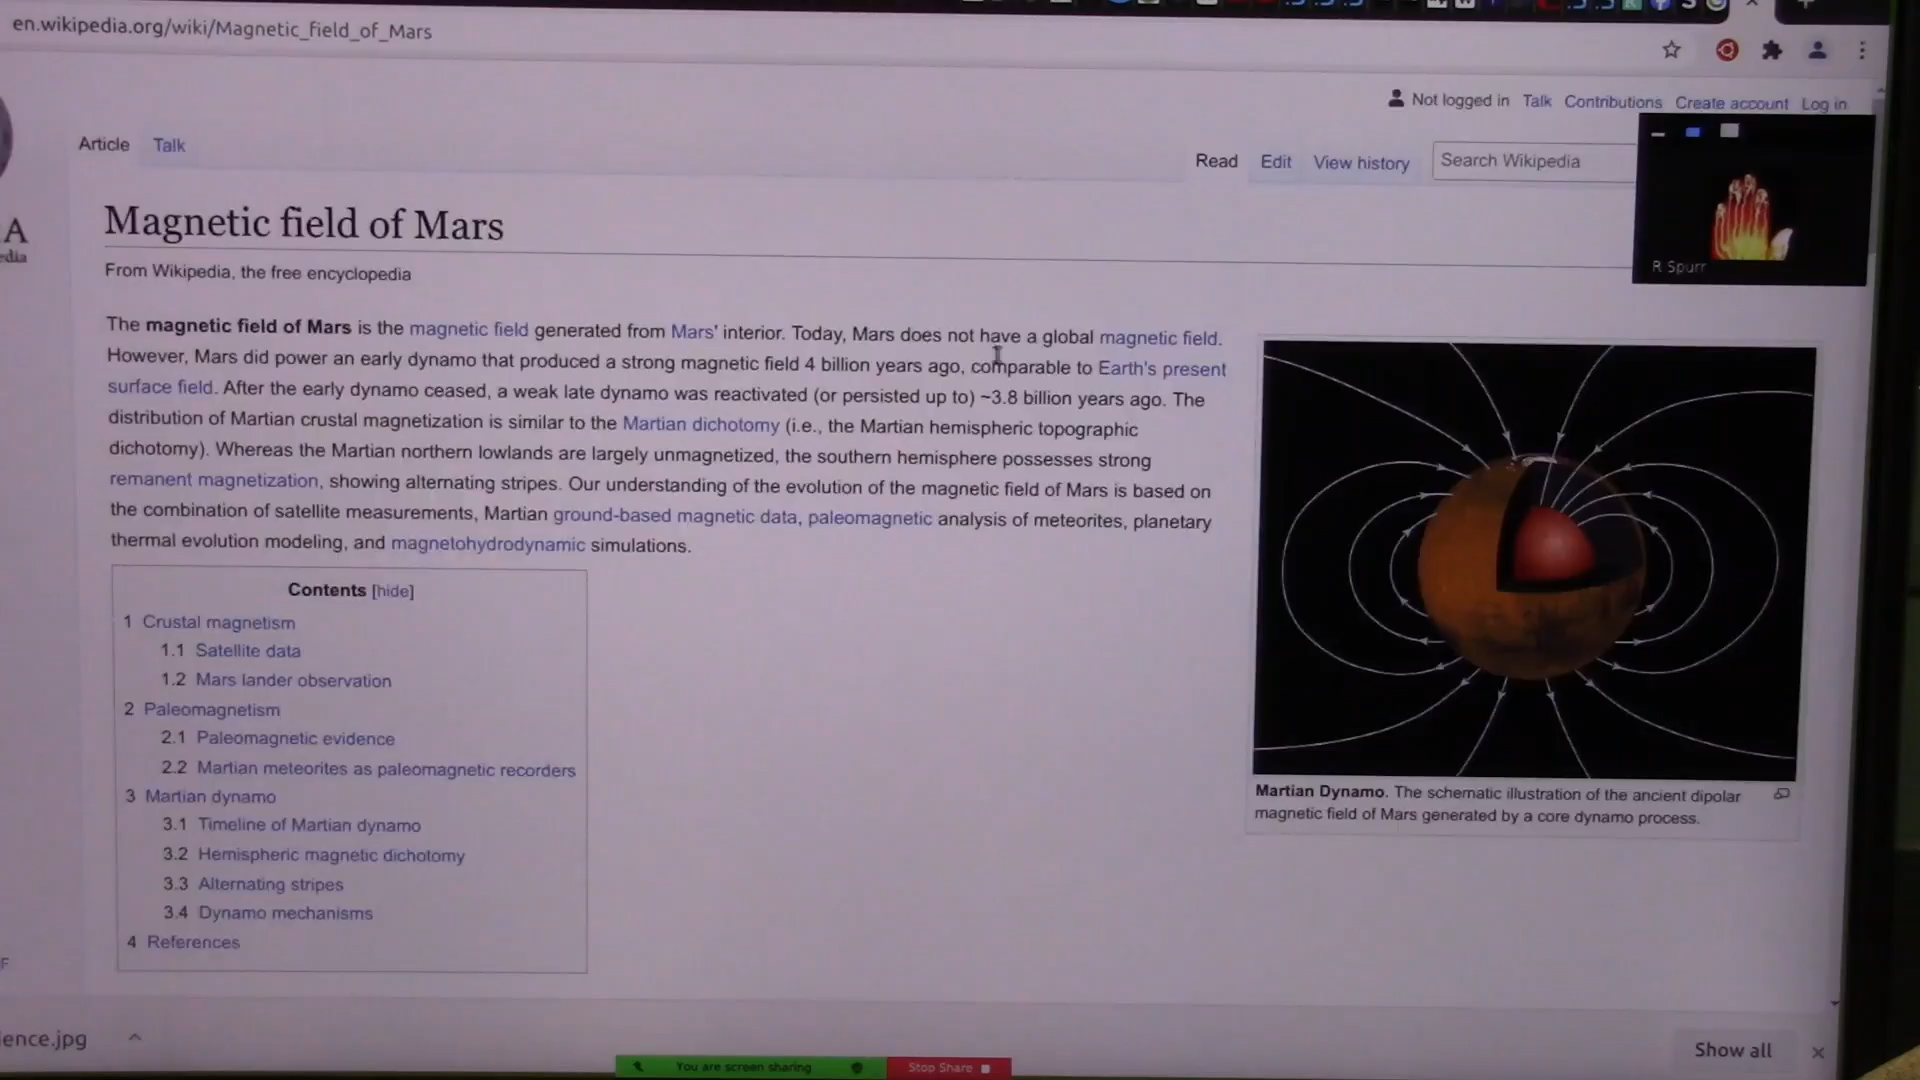 en.wikipedia.org/wiki/Magnetic_field_of_Mars
Not logged in Talk Contributions Create account Log in
Article Talk
Read Edit View history Search Wikipedia
A
edia
Magnetic field of Mars
From Wikipedia, the free encyclopedia
R Spurr
The magnetic field of Mars is the magnetic field generated from Mars' interior. Today, Mars does not have a global magnetic field.
However, Mars did power an early dynamo that produced a strong magnetic field 4 billion years ago, comparable to Earth's present
surface field. After the early dynamo ceased, a weak late dynamo was reactivated (or persisted up to) ~3.8 billion years ago. The
distribution of Martian crustal magnetization is similar to the Martian dichotomy (i.e., the Martian hemispheric topographic
dichotomy). Whereas the Martian northern lowlands are largely unmagnetized, the southern hemisphere possesses strong
remanent magnetization, showing alternating stripes. Our understanding of the evolution of the magnetic field of Mars is based on
the combination of satellite measurements, Martian ground-based magnetic data, paleomagnetic analysis of meteorites, planetary
thermal evolution modeling, and magnetohydrodynamic simulations.
Contents [hide]
1 Crustal magnetism
1.1 Satellite data
1.2 Mars lander observation
2 Paleomagnetism
2.1 Paleomagnetic evidence
2.2 Martian meteorites as paleomagnetic recorders
3 Martian dynamo
3.1 Timeline of Martian dynamo
3.2 Hemispheric magnetic dichotomy
3.3 Alternating stripes
3.4 Dynamo mechanisms
4 References
Martian Dynamo. The schematic illustration of the ancient dipolar
magnetic field of Mars generated by a core dynamo process.
F
ence.jpg
Show all
You are screen sharing
Stop Share